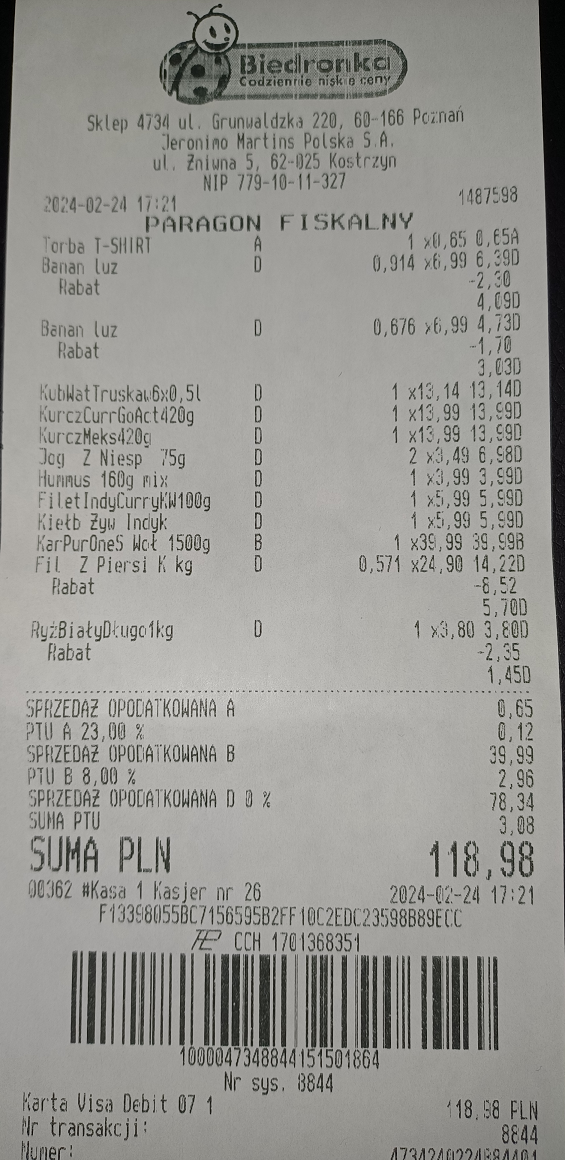 Biedronka
Codziennie niskie ceny
Sklep 4734 ul. Grunwaldzka 220, 60-166 Poznań
Jeronimo Martins Polska S.A.
ul. Żniwna 5, 62-025 Kostrzyn
NIP 779-10-11-327
2024-02-24 17:21 1487598
PARAGON FISKALNY
Torba T-SHIRT A 1 x0,65 0,65A
Banan luz D 0,914 x6,99 6,39D
Rabat -2,30
4,09D
Banan luz D 0,676 x6,99 4,73D
Rabat -1,70
3,03D
KubWatTruskaw6x0,5l D 1 x13,14 13,14D
KurczCurrGoAct420g D 1 x13,99 13,99D
KurczMeks420g D 1 x13,99 13,99D
Jog Z Niesp 75g D 2 x3,49 6,98D
Hummus 160g mix D 1 x3,99 3,99D
FiletIndyCurryKW100g D 1 x5,99 5,99D
Kiełb Żyw Indyk D 1 x5,99 5,99D
KarPurOneS Woł 1500g B 1 x39,99 39,99B
Fil Z Piersi K kg D 0,571 x24,90 14,22D
Rabat -8,52
5,70D
RyżBiałyDługo1kg D 1 x3,80 3,80D
Rabat -2,35
1,45D
SPRZEDAŻ OPODATKOWANA A 0,65
PTU A 23,00 % 0,12
SPRZEDAŻ OPODATKOWANA B 39,99
PTU B 8,00 % 2,96
SPRZEDAŻ OPODATKOWANA D 0 % 78,34
SUMA PTU 3,08
SUMA PLN 118,98
00362 #Kasa 1 Kasjer nr 26 2024-02-24 17:21
F13398055BC7156595B2FF10C2EDC23598B89ECC
CCH 1701368351
1000047348844151501864
Nr sys. 8844
Karta Visa Debit 07 1 118,98 PLN
Nr transakcji: 8844
Numer: